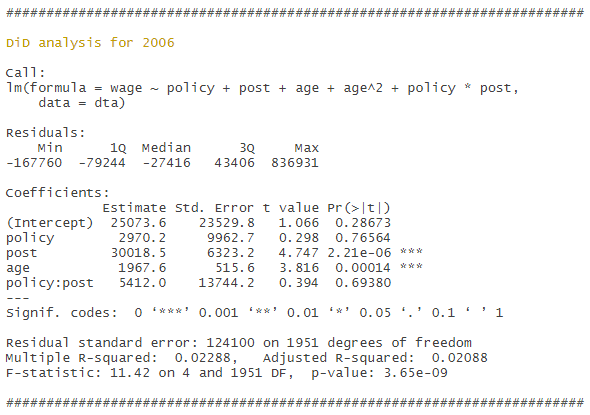 ###########################################################################
DiD analysis for 2006
Call:
lm(formula = wage ~ policy + post + age + age^2 + policy * post,
    data = dta)
Residuals:
    Min      1Q  Median      3Q     Max
-167760  -79244  -27416   43406  836931
Coefficients:
            Estimate Std. Error t value Pr(>|t|)
(Intercept)  25073.6    23529.8   1.066  0.28673
policy        2970.2     9962.7   0.298  0.76564
post         30018.5     6323.2   4.747 2.21e-06 ***
age           1967.6      515.6   3.816  0.00014 ***
policy:post   5412.0    13744.2   0.394  0.69380
---
Signif. codes:  0 ‘***’ 0.001 ‘**’ 0.01 ‘*’ 0.05 ‘.’ 0.1 ‘ ’ 1
Residual standard error: 124100 on 1951 degrees of freedom
Multiple R-squared:  0.02288,	Adjusted R-squared:  0.02088
F-statistic: 11.42 on 4 and 1951 DF,  p-value: 3.65e-09
###########################################################################